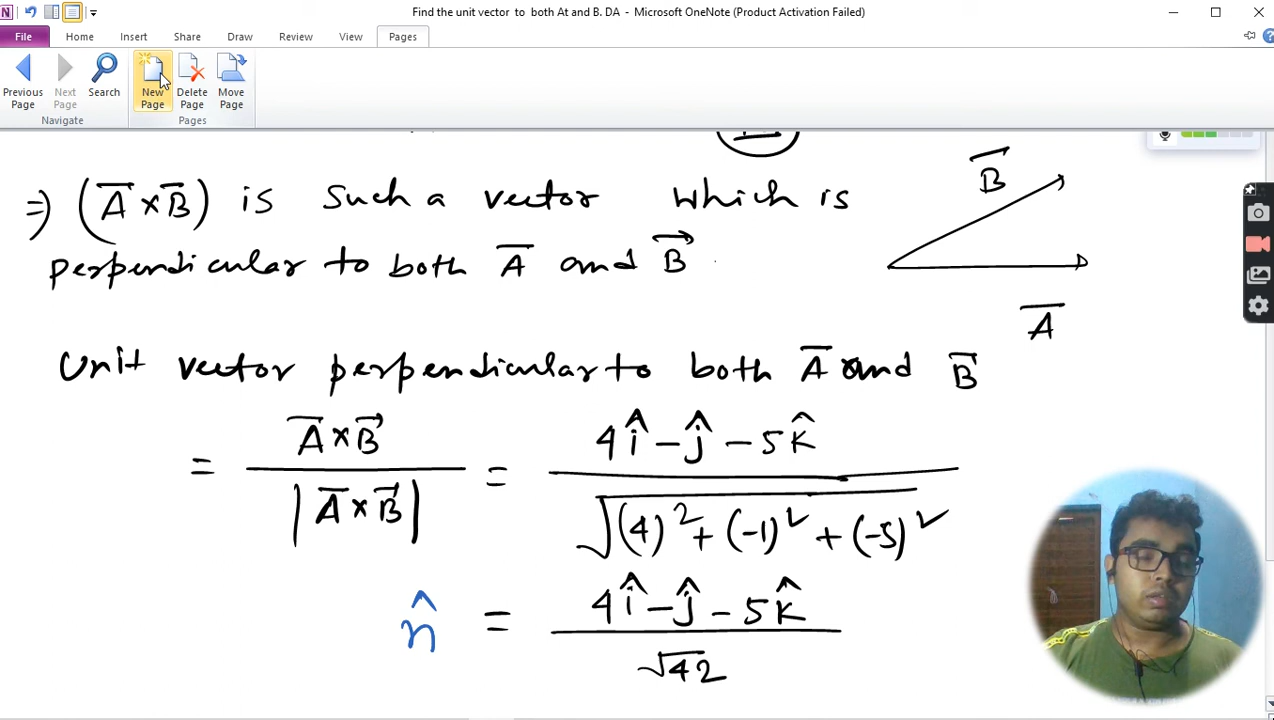 Find the unit vector to both At and B. DA - Microsoft OneNote (Product Activation Failed)
File Home Insert Share Draw Review View Pages
Previous Page
Next Page
Search
New Page
Delete Page
Move Page
Navigate
Pages
⇒ (A̅ × B̅) is such a vector which is
perpendicular to both A̅ and B⃗
B̅
A̅
Unit vector perpendicular to both A̅ and B̅
= A̅×B⃗ / |A̅×B⃗| = 4î - ĵ - 5k̂ / √(4)² + (-1)² + (-5)²
n̂ = 4î - ĵ - 5k̂ / √42